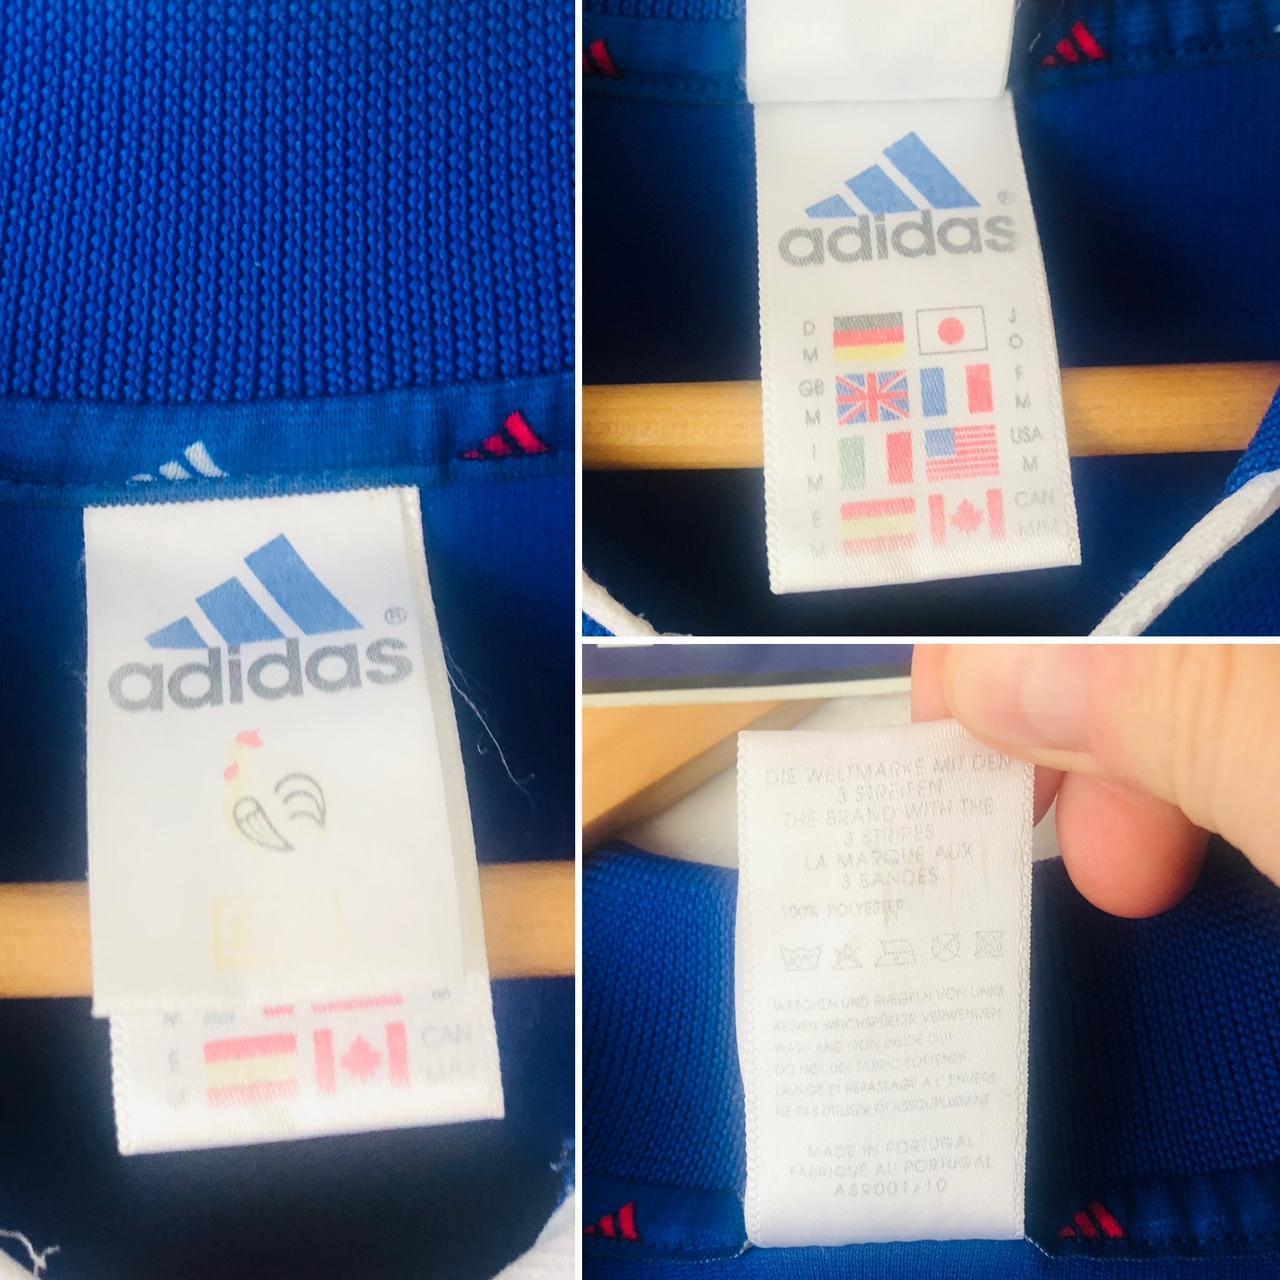 adidas ®
CAN
E
M
M/M
adidas ®
D
M
J
O
GB
M
F
M
I
M
USA
M
E
M
CAN
M/M
DIE WELTMARKE MIT DEN
3 STREIFEN
THE BRAND WITH THE
3 STRIPES
LA MARQUE AUX
3 BANDES
100% POLYESTER
WASCHEN UND BUEGELN VON LINKS
KEINEN WEICHSPÜLER VERWENDEN
WASH AND IRON INSIDE OUT
DO NOT USE FABRIC SOFTENER
LAVAGE ET REPASSAGE A L' ENVERS
NE PAS UTILISER D' ASSOUPLISSANT
MADE IN PORTUGAL
FABRIQUÉ AU PORTUGAL
ASR001/10